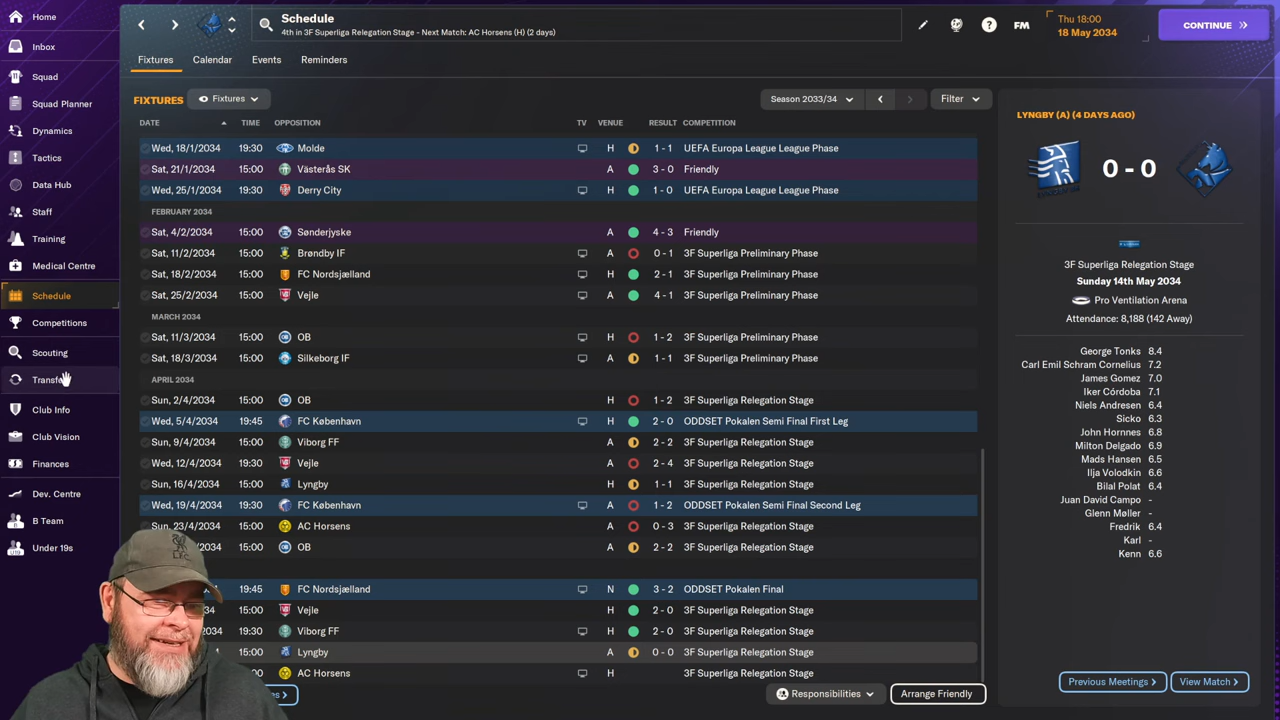 Home
Inbox
Squad
Squad Planner
Dynamics
Tactics
Data Hub
Staff
Training
Medical Centre
Schedule
Competitions
Scouting
Club Info
Club Vision
Finances
Dev. Centre
B Team
Under 19s
Schedule
4th in 3F Superliga Relegation Stage - Next Match: AC Horsens (H) (2 days)
FM
Thu 18:00
18 May 2034
CONTINUE
Fixtures Calendar Events Reminders
FIXTURES Fixtures Season 2033/34 Filter
DATE TIME OPPOSITION TV VENUE RESULT COMPETITION
Wed, 18/1/2034 19:30 Molde H 1 - 1 UEFA Europa League League Phase
Sat, 21/1/2034 15:00 Västerås SK A 3 - 0 Friendly
Wed, 25/1/2034 19:30 Derry City H 1 - 0 UEFA Europa League League Phase
FEBRUARY 2034
Sat, 4/2/2034 15:00 Sønderjyske A 4 - 3 Friendly
Sat, 11/2/2034 15:00 Brøndby IF A 0 - 1 3F Superliga Preliminary Phase
Sat, 18/2/2034 15:00 FC Nordsjælland H 2 - 1 3F Superliga Preliminary Phase
Sat, 25/2/2034 15:00 Vejle A 4 - 1 3F Superliga Preliminary Phase
MARCH 2034
Sat, 11/3/2034 15:00 OB H 1 - 2 3F Superliga Preliminary Phase
Sat, 18/3/2034 15:00 Silkeborg IF A 1 - 1 3F Superliga Preliminary Phase
APRIL 2034
Sun, 2/4/2034 15:00 OB H 1 - 2 3F Superliga Relegation Stage
Wed, 5/4/2034 19:45 FC København H 2 - 0 ODDSET Pokalen Semi Final First Leg
Sun, 9/4/2034 15:00 Viborg FF A 2 - 2 3F Superliga Relegation Stage
Wed, 12/4/2034 19:30 Vejle A 2 - 4 3F Superliga Relegation Stage
Sun, 16/4/2034 15:00 Lyngby H 1 - 1 3F Superliga Relegation Stage
Wed, 19/4/2034 19:30 FC København A 1 - 2 ODDSET Pokalen Semi Final Second Leg
Sun, 23/4/2034 15:00 AC Horsens A 0 - 3 3F Superliga Relegation Stage
15:00 OB A 2 - 2 3F Superliga Relegation Stage
19:45 FC Nordsjælland N 3 - 2 ODDSET Pokalen Final
15:00 Vejle H 2 - 0 3F Superliga Relegation Stage
19:30 Viborg FF H 2 - 0 3F Superliga Relegation Stage
15:00 Lyngby A 0 - 0 3F Superliga Relegation Stage
AC Horsens H 3F Superliga Relegation Stage
Responsibilities Arrange Friendly
LYNGBY (A) (4 DAYS AGO)
0 - 0
3F Superliga Relegation Stage
Sunday 14th May 2034
Pro Ventilation Arena
Attendance: 8,188 (142 Away)
George Tonks 8.4
Carl Emil Schram Cornelius 7.2
James Gomez 7.0
Iker Córdoba 7.1
Niels Andresen 6.4
Sicko 6.3
John Hornnes 6.8
Milton Delgado 6.9
Mads Hansen 6.5
Ilja Volodkin 6.6
Bilal Polat 6.4
Juan David Campo -
Glenn Møller -
Fredrik 6.4
Karl -
Kenn 6.6
Previous Meetings View Match